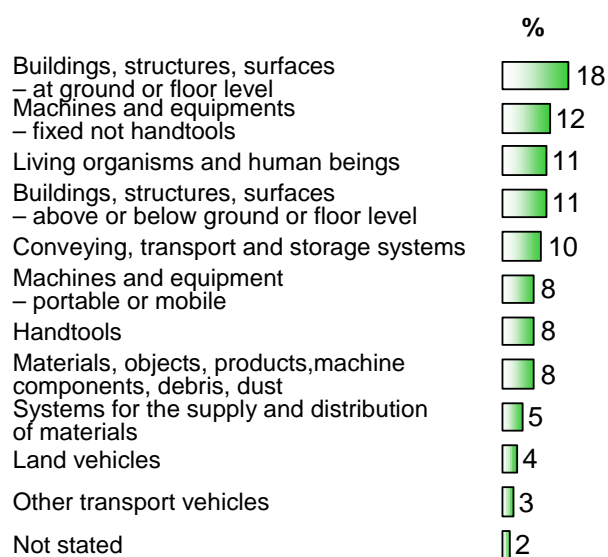 %
Buildings, structures, surfaces
– at ground or floor level
18
Machines and equipments
– fixed not handtools
12
Living organisms and human beings
11
Buildings, structures, surfaces
– above or below ground or floor level
11
Conveying, transport and storage systems
10
Machines and equipment
– portable or mobile
8
Handtools
8
Materials, objects, products,machine
components, debris, dust
8
Systems for the supply and distribution
of materials
5
Land vehicles
4
Other transport vehicles
3
Not stated
2